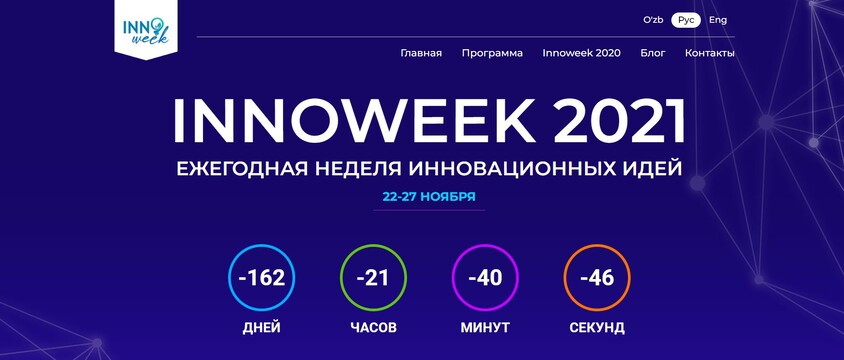 INNO
week
O'zb Рус Eng
Главная Программа Innoweek 2020 Блог Контакты
INNOWEEK 2021
ЕЖЕГОДНАЯ НЕДЕЛЯ ИННОВАЦИОННЫХ ИДЕЙ
22-27 НОЯБРЯ
-162 -21 -40 -46
ДНЕЙ ЧАСОВ МИНУТ СЕКУНД